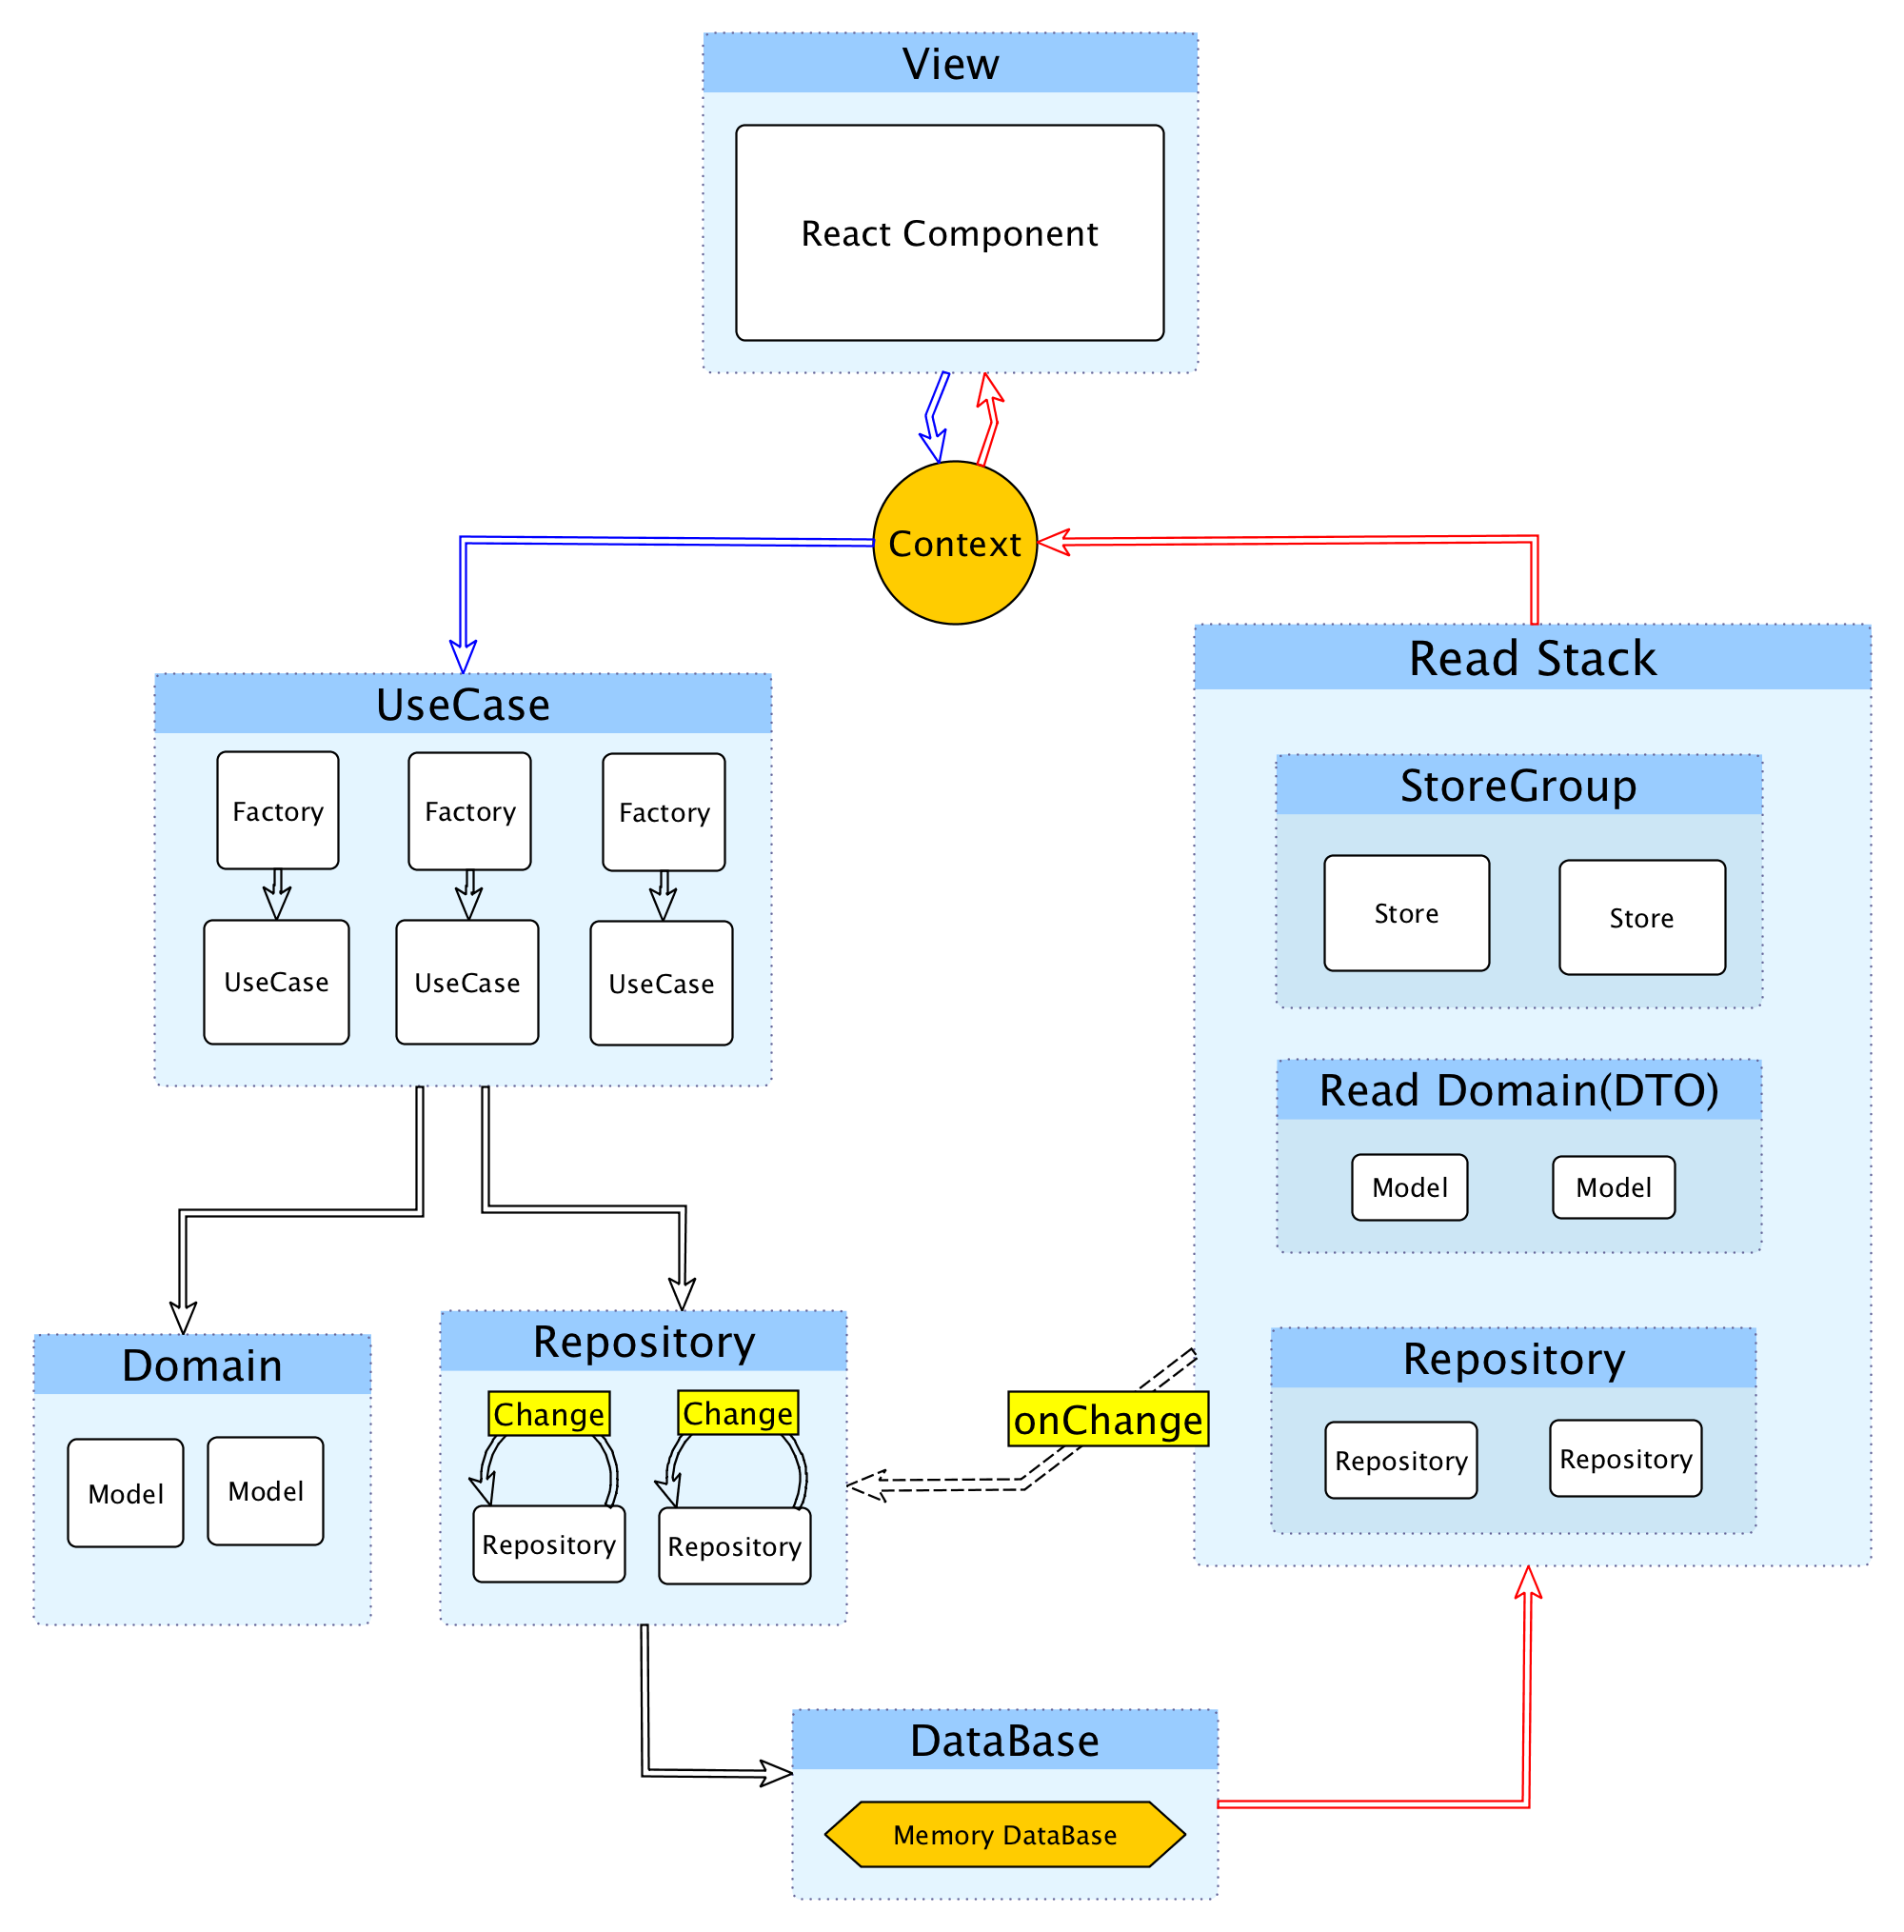 View
React Component
Context
UseCase
Factory
Factory
Factory
UseCase
UseCase
UseCase
Read Stack
StoreGroup
Store
Store
Read Domain(DTO)
Model
Model
Repository
Repository
Repository
Domain
Model
Model
Repository
Change
Change
Repository
Repository
onChange
DataBase
Memory DataBase